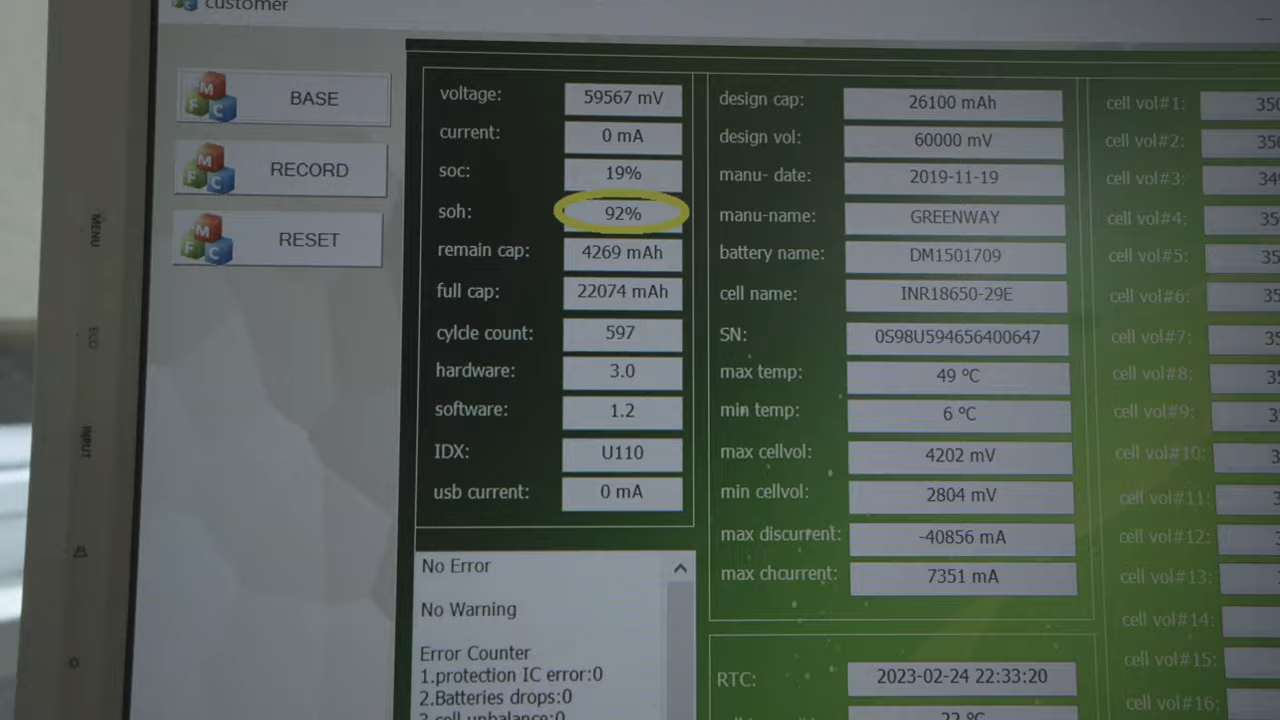 customer
BASE
RECORD
RESET
voltage: 59567 mV
current: 0 mA
soc: 19%
soh: 92%
remain cap: 4269 mAh
full cap: 22074 mAh
cylcle count: 597
hardware: 3.0
software: 1.2
IDX: U110
usb current: 0 mA
No Error
No Warning
Error Counter
1.protection IC error:0
2.Batteries drops:0
3.cell unbalance:0
design cap: 26100 mAh
design vol: 60000 mV
manu- date: 2019-11-19
manu-name: GREENWAY
battery name: DM1501709
cell name: INR18650-29E
SN: 0S98U594656400647
max temp: 49 °C
min temp: 6 °C
max cellvol: 4202 mV
min cellvol: 2804 mV
max discurrent: -40856 mA
max chcurrent: 7351 mA
RTC: 2023-02-24 22:33:20
22 °C
cell vol#1:
cell vol#2:
cell vol#3:
cell vol#4:
cell vol#5:
cell vol#6:
cell vol#7:
cell vol#8:
cell vol#9:
cell vol#10:
cell vol#11:
cell vol#12:
cell vol#13:
cell vol#14:
cell vol#15:
cell vol#16:
MENU
ECO
INPUT